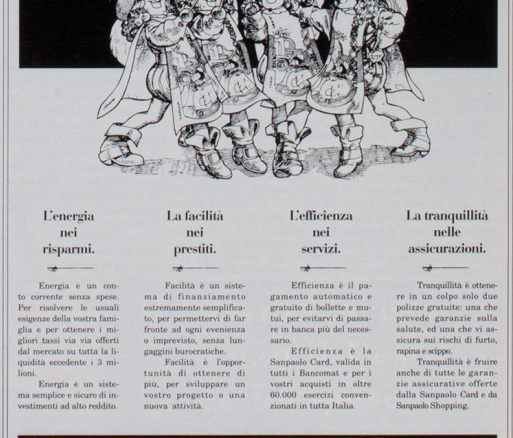 L'energia
nei
risparmi.
Energia è un con-
to corrente senza spese.
Per risolvere le usuali
esigenze della vostra fami-
glia e per ottenere i mi-
gliori tassi via via offerti
dal mercato su tutta la li-
quidità eccedente i 3 mi-
lioni.
Energia è un siste-
ma semplice e sicuro di in-
vestimenti ad alto reddito.
La facilità
nei
prestiti.
Facilità è un siste-
ma di finanziamento
estremamente semplifica-
to, per permettervi di far
fronte ad ogni evenienza
o imprevisto, senza lun-
gaggini burocratiche.
Facilità è l'oppor-
tunità di ottenere di
più, per sviluppare un
vostro progetto o una
nuova attività.
L'efficienza
nei
servizi.
Efficienza è il pa-
gamento automatico e
gratuito di bollette e mu-
tui, per evitarvi di passa-
re in banca più del neces-
sario.
Efficienza è la
Sanpaolo Card, valida in
tutti i Bancomat e per i
vostri acquisti in oltre
60.000 esercizi conven-
zionati in tutta Italia.
La tranquillità
nelle
assicurazioni.
Tranquillità è ottene-
re in un colpo solo due
polizze gratuite: una che
prevede garanzie sulla
salute, ed una che vi as-
sicura sui rischi di furto,
rapina e scippo.
Tranquillità è fruire
anche di tutte le garan-
zie assicurative offerte
dalla Sanpaolo Card e da
Sanpaolo Shopping.